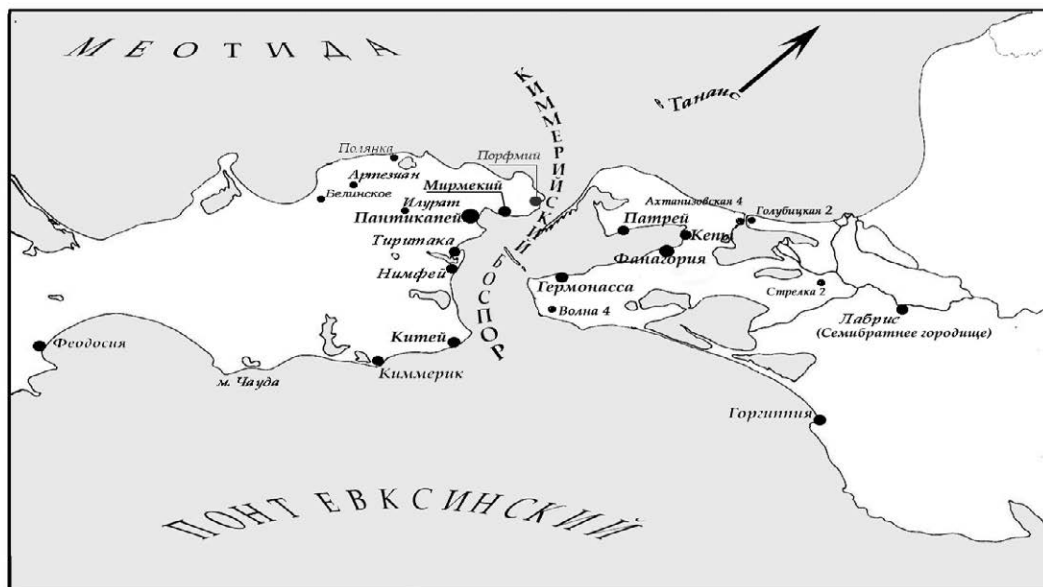 МЕОТИДА
КИММЕРИЙСКИЙ БОСПОР
Танаис
Полянка
Порфмий
Артезиан
Мирмекий
Белинское
Илурат
Пантикапей
Ахтанизовская 4
Голубицкая 2
Патрей
Кепы
Тиритака
Фанагория
Нимфей
Гермонасса
Стрелка 2
Волна 4
Лабрис
(Семибратнее городище)
Китей
Феодосия
Киммерик
м. Чауда
Горгиппия
ПОНТ ЕВКСИНСКИЙ